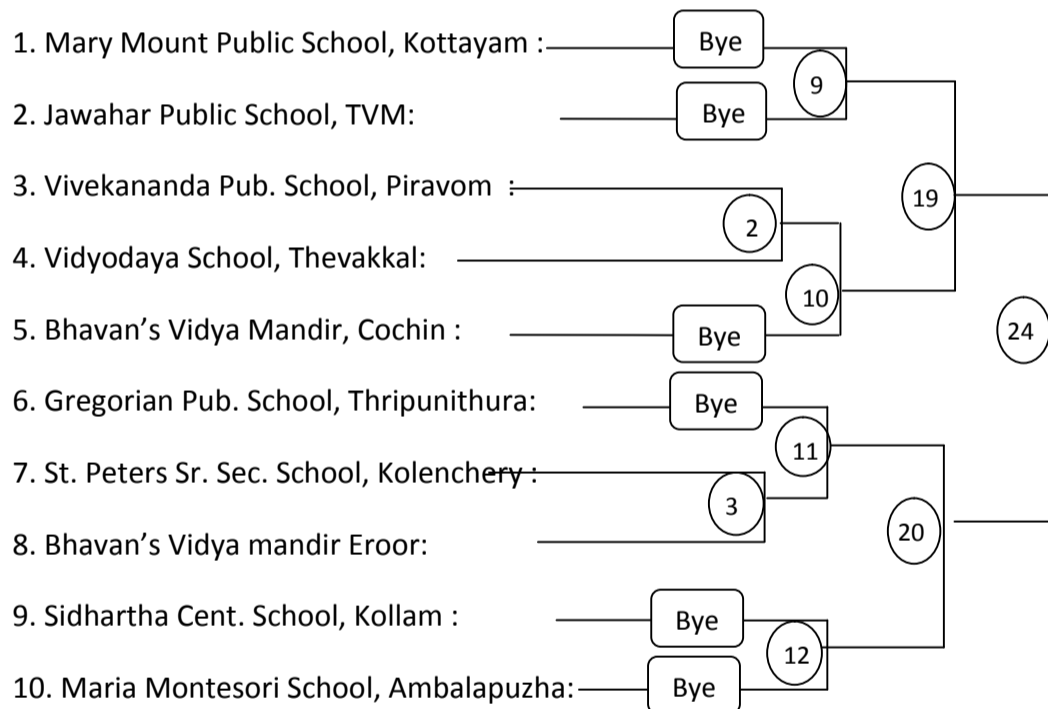 1. Mary Mount Public School, Kottayam :
Bye
9
2. Jawahar Public School, TVM:
Bye
3. Vivekananda Pub. School, Piravom :
19
2
4. Vidyodaya School, Thevakkal:
10
5. Bhavan’s Vidya Mandir, Cochin :
Bye
24
6. Gregorian Pub. School, Thripunithura:
Bye
11
7. St. Peters Sr. Sec. School, Kolenchery :
3
20
8. Bhavan’s Vidya mandir Eroor:
9. Sidhartha Cent. School, Kollam :
Bye
12
10. Maria Montesori School, Ambalapuzha:
Bye